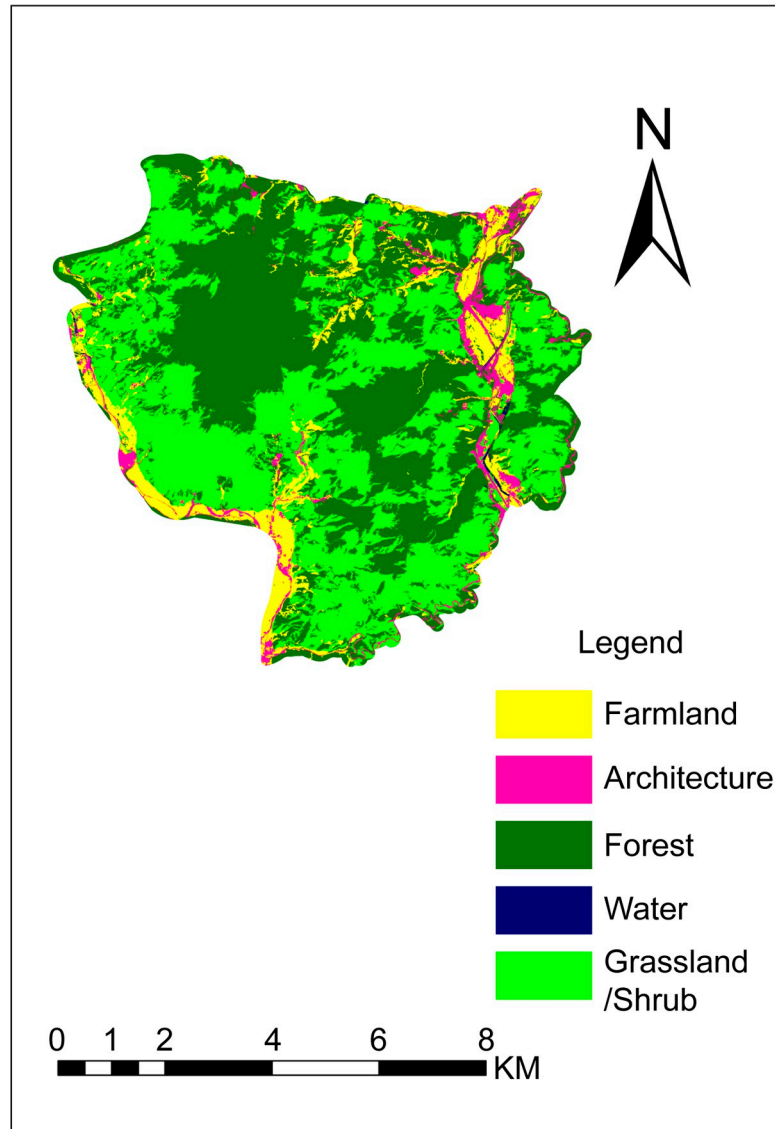 N
Legend
Farmland
Architecture
Forest
Water
Grassland
/Shrub
0 1 2 4 6 8
KM